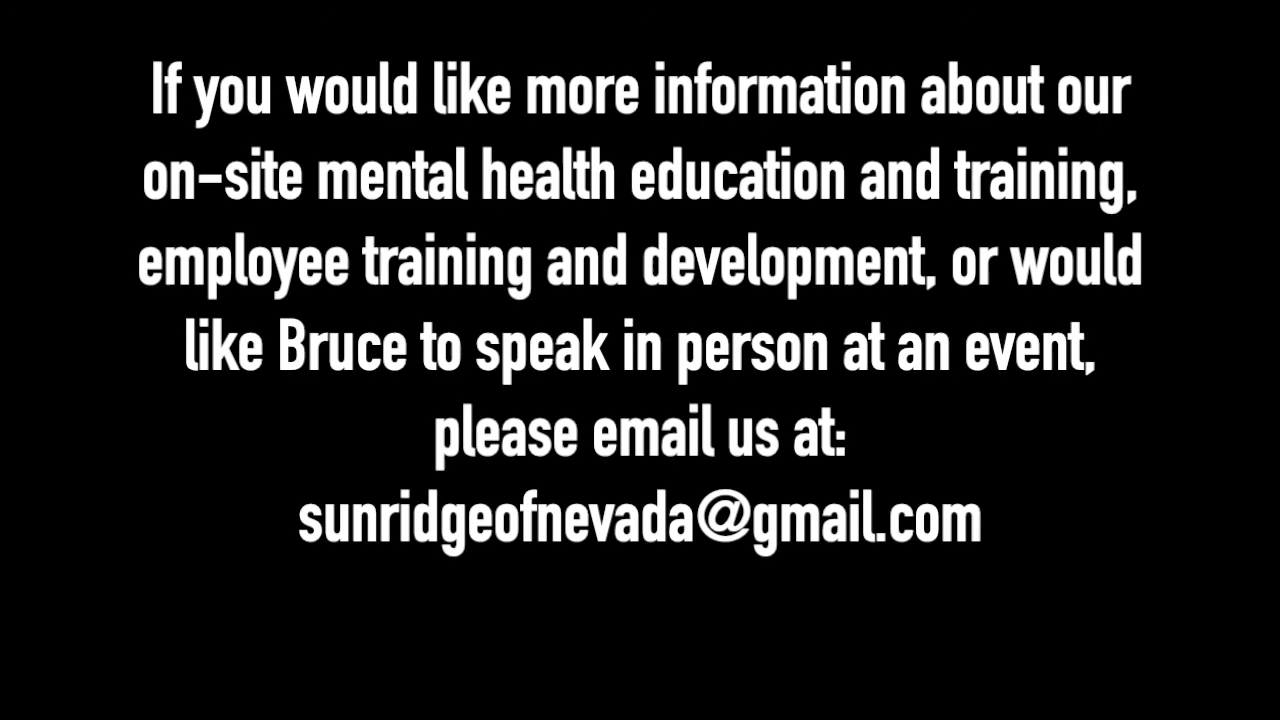 If you would like more information about our
on-site mental health education and training,
employee training and development, or would
like Bruce to speak in person at an event,
please email us at:
sunridgeofnevada@gmail.com